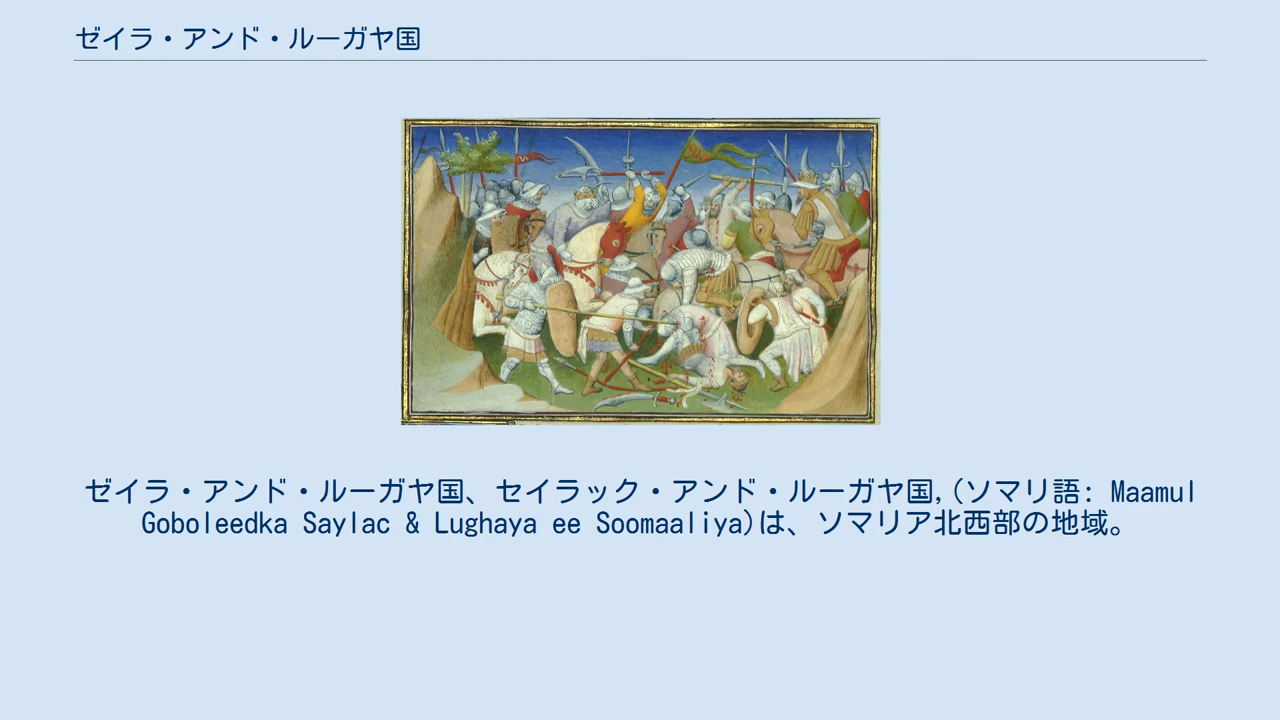 ゼイラ・アンド・ルーガヤ国
ゼイラ・アンド・ルーガヤ国、セイラック・アンド・ルーガヤ国,(ソマリ語: Maamul
Goboleedka Saylac & Lughaya ee Soomaaliya)は、ソマリア北西部の地域。